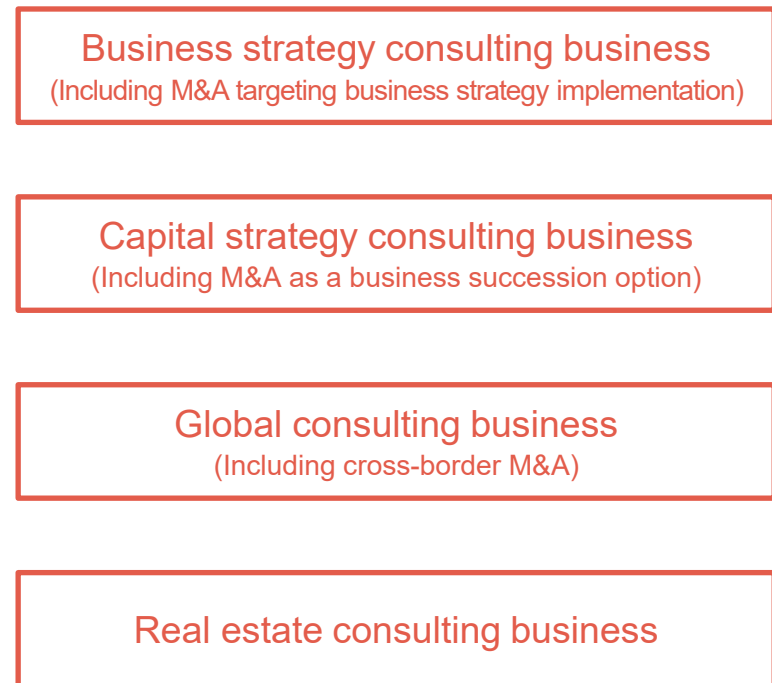 Business strategy consulting business
(Including M&A targeting business strategy implementation)
Capital strategy consulting business
(Including M&A as a business succession option)
Global consulting business
(Including cross-border M&A)
Real estate consulting business